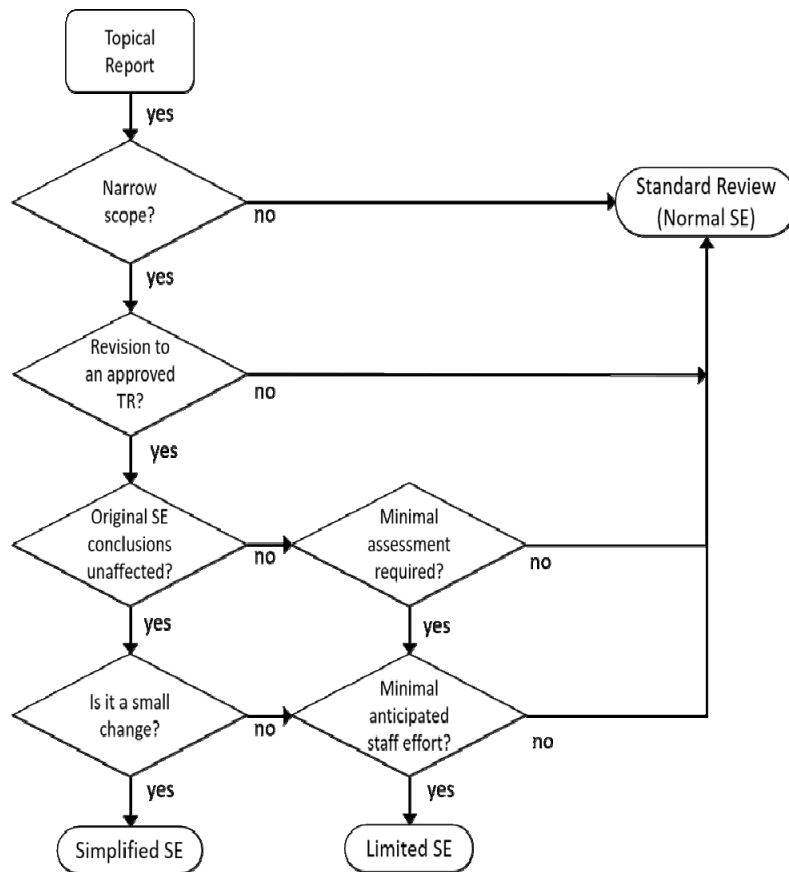 Topical
Report
yes
Narrow
scope?
no
Standard Review
(Normal SE)
yes
Revision to
an approved
TR?
no
yes
Original SE
conclusions
unaffected?
no
Minimal
assessment
required?
no
yes
yes
Is it a small
change?
no
Minimal
anticipated
staff effort?
no
yes
yes
Simplified SE
Limited SE